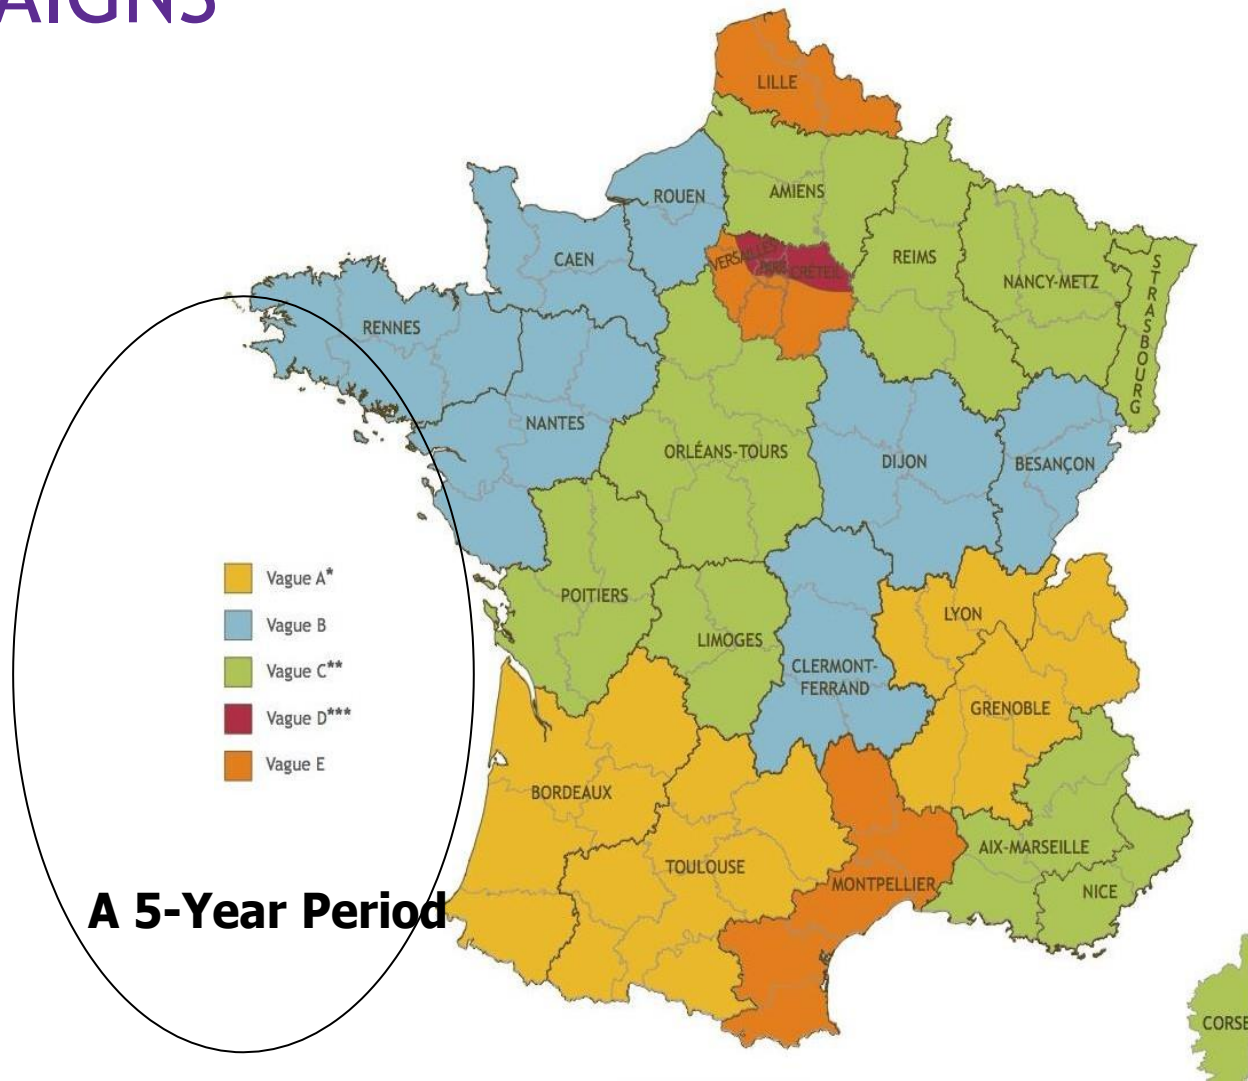 AIGNS
LILLE
ROUEN
AMIENS
CAEN
VERSAILLES
PARIS
CRÉTEIL
REIMS
NANCY-METZ
STRASBOURG
RENNES
NANTES
ORLÉANS-TOURS
DIJON
BESANÇON
Vague A*
Vague B
Vague C**
Vague D***
Vague E
POITIERS
LIMOGES
LYON
CLERMONT-
FERRAND
GRENOBLE
BORDEAUX
TOULOUSE
AIX-MARSEILLE
MONTPELLIER
NICE
A 5-Year Period
CORSE